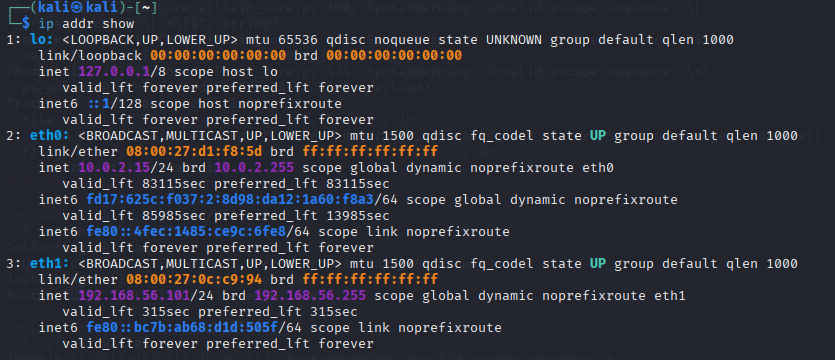 ┌──(kali㉿kali)-[~]
└─$ ip addr show
1: lo: <LOOPBACK,UP,LOWER_UP> mtu 65536 qdisc noqueue state UNKNOWN group default qlen 1000
    link/loopback 00:00:00:00:00:00 brd 00:00:00:00:00:00
    inet 127.0.0.1/8 scope host lo
       valid_lft forever preferred_lft forever
    inet6 ::1/128 scope host noprefixroute
       valid_lft forever preferred_lft forever
2: eth0: <BROADCAST,MULTICAST,UP,LOWER_UP> mtu 1500 qdisc fq_codel state UP group default qlen 1000
    link/ether 08:00:27:d1:f8:5d brd ff:ff:ff:ff:ff:ff
    inet 10.0.2.15/24 brd 10.0.2.255 scope global dynamic noprefixroute eth0
       valid_lft 83115sec preferred_lft 83115sec
    inet6 fd17:625c:f037:2:8d98:da12:1a60:f8a3/64 scope global dynamic noprefixroute
       valid_lft 85985sec preferred_lft 13985sec
    inet6 fe80::4fec:1485:ce9c:6fe8/64 scope link noprefixroute
       valid_lft forever preferred_lft forever
3: eth1: <BROADCAST,MULTICAST,UP,LOWER_UP> mtu 1500 qdisc fq_codel state UP group default qlen 1000
    link/ether 08:00:27:0c:c9:94 brd ff:ff:ff:ff:ff:ff
    inet 192.168.56.101/24 brd 192.168.56.255 scope global dynamic noprefixroute eth1
       valid_lft 315sec preferred_lft 315sec
    inet6 fe80::bc7b:ab68:d1d:505f/64 scope link noprefixroute
       valid_lft forever preferred_lft forever